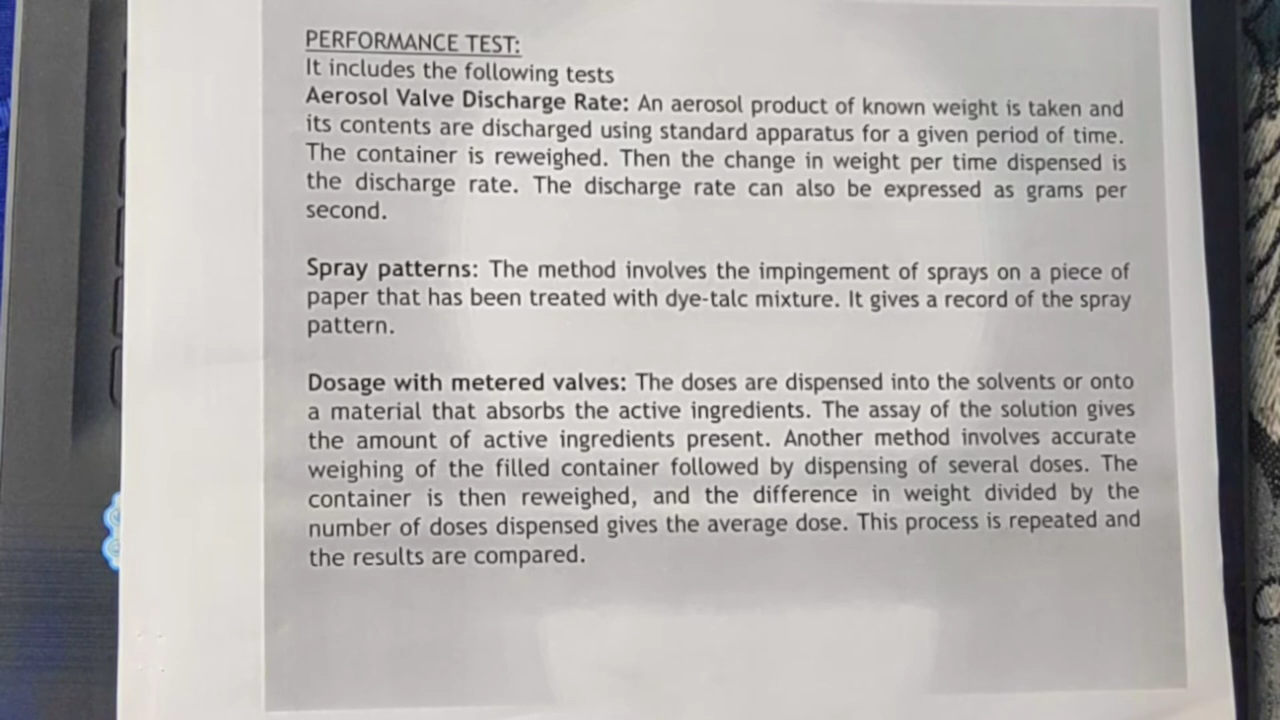 PERFORMANCE TEST:
It includes the following tests
Aerosol Valve Discharge Rate: An aerosol product of known weight is taken and
its contents are discharged using standard apparatus for a given period of time.
The container is reweighed. Then the change in weight per time dispensed is
the discharge rate. The discharge rate can also be expressed as grams per
second.
Spray patterns: The method involves the impingement of sprays on a piece of
paper that has been treated with dye-talc mixture. It gives a record of the spray
pattern.
Dosage with metered valves: The doses are dispensed into the solvents or onto
a material that absorbs the active ingredients. The assay of the solution gives
the amount of active ingredients present. Another method involves accurate
weighing of the filled container followed by dispensing of several doses. The
container is then reweighed, and the difference in weight divided by the
number of doses dispensed gives the average dose. This process is repeated and
the results are compared.